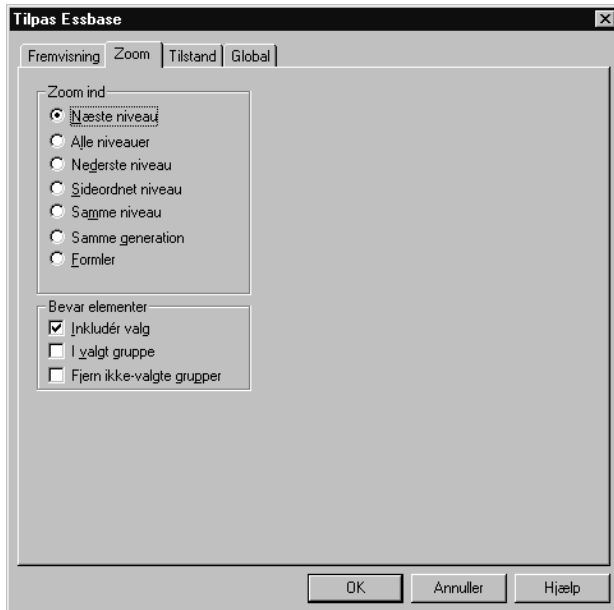 Tilpas Essbase
Fremvisning Zoom Tilstand Global
Zoom ind
Næste niveau
Alle niveauer
Nederste niveau
Sideordnet niveau
Samme niveau
Samme generation
Formler
Bevar elementer
Inkludér valg
I valgt gruppe
Fjern ikke-valgte grupper
OK Annuller Hjælp